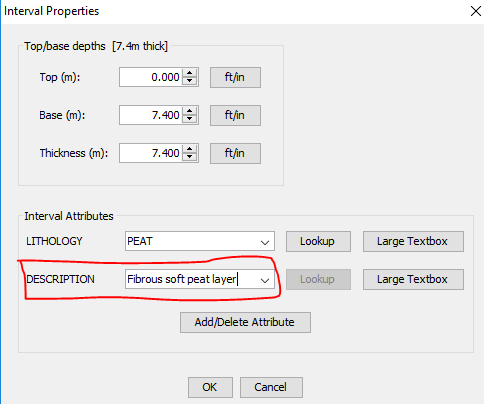 Interval Properties
Top/base depths [7.4m thick]
Top (m): 0.000 ft/in
Base (m): 7.400 ft/in
Thickness (m): 7.400 ft/in
Interval Attributes
LITHOLOGY PEAT Lookup Large Textbox
DESCRIPTION Fibrous soft peat layer Lookup Large Textbox
Add/Delete Attribute
OK Cancel